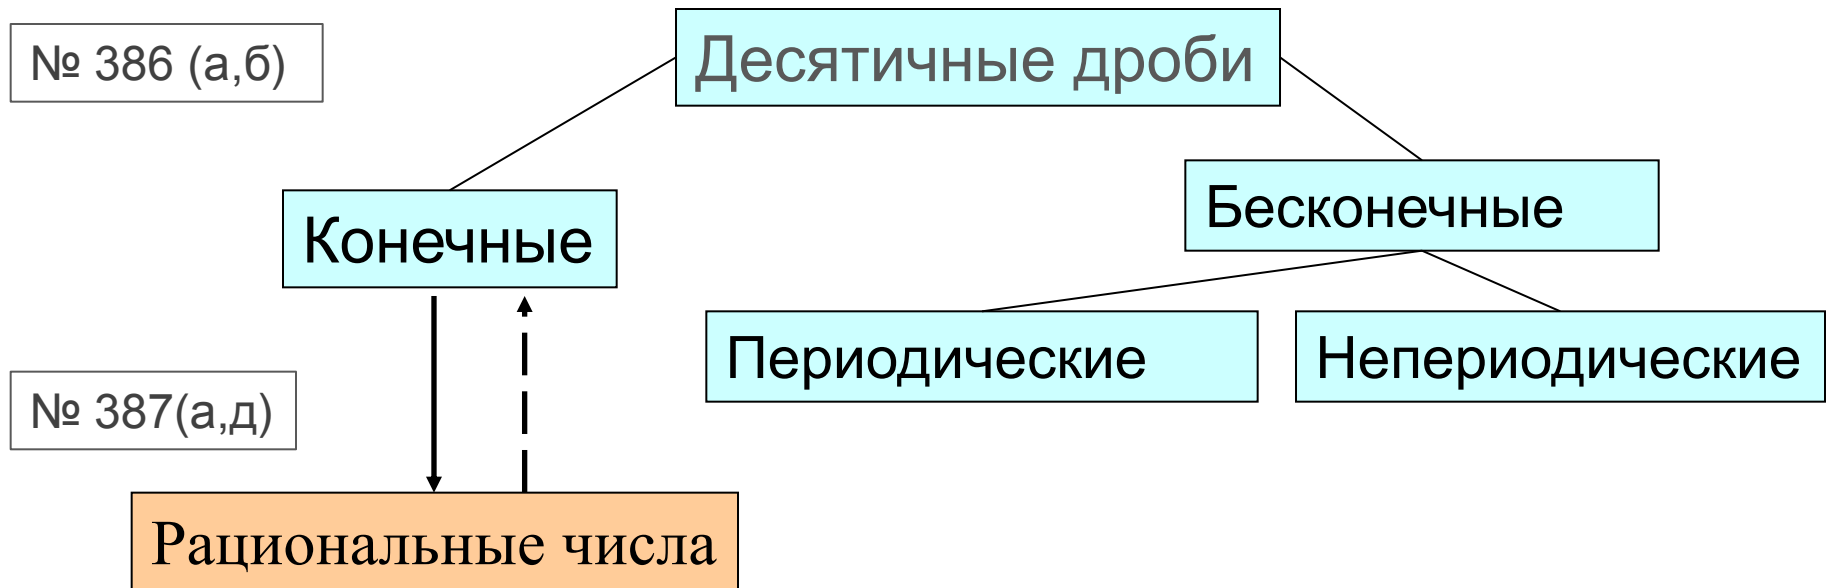 № 386 (а,б)
Десятичные дроби
Конечные
Бесконечные
Периодические
Непериодические
№ 387(а,д)
Рациональные числа